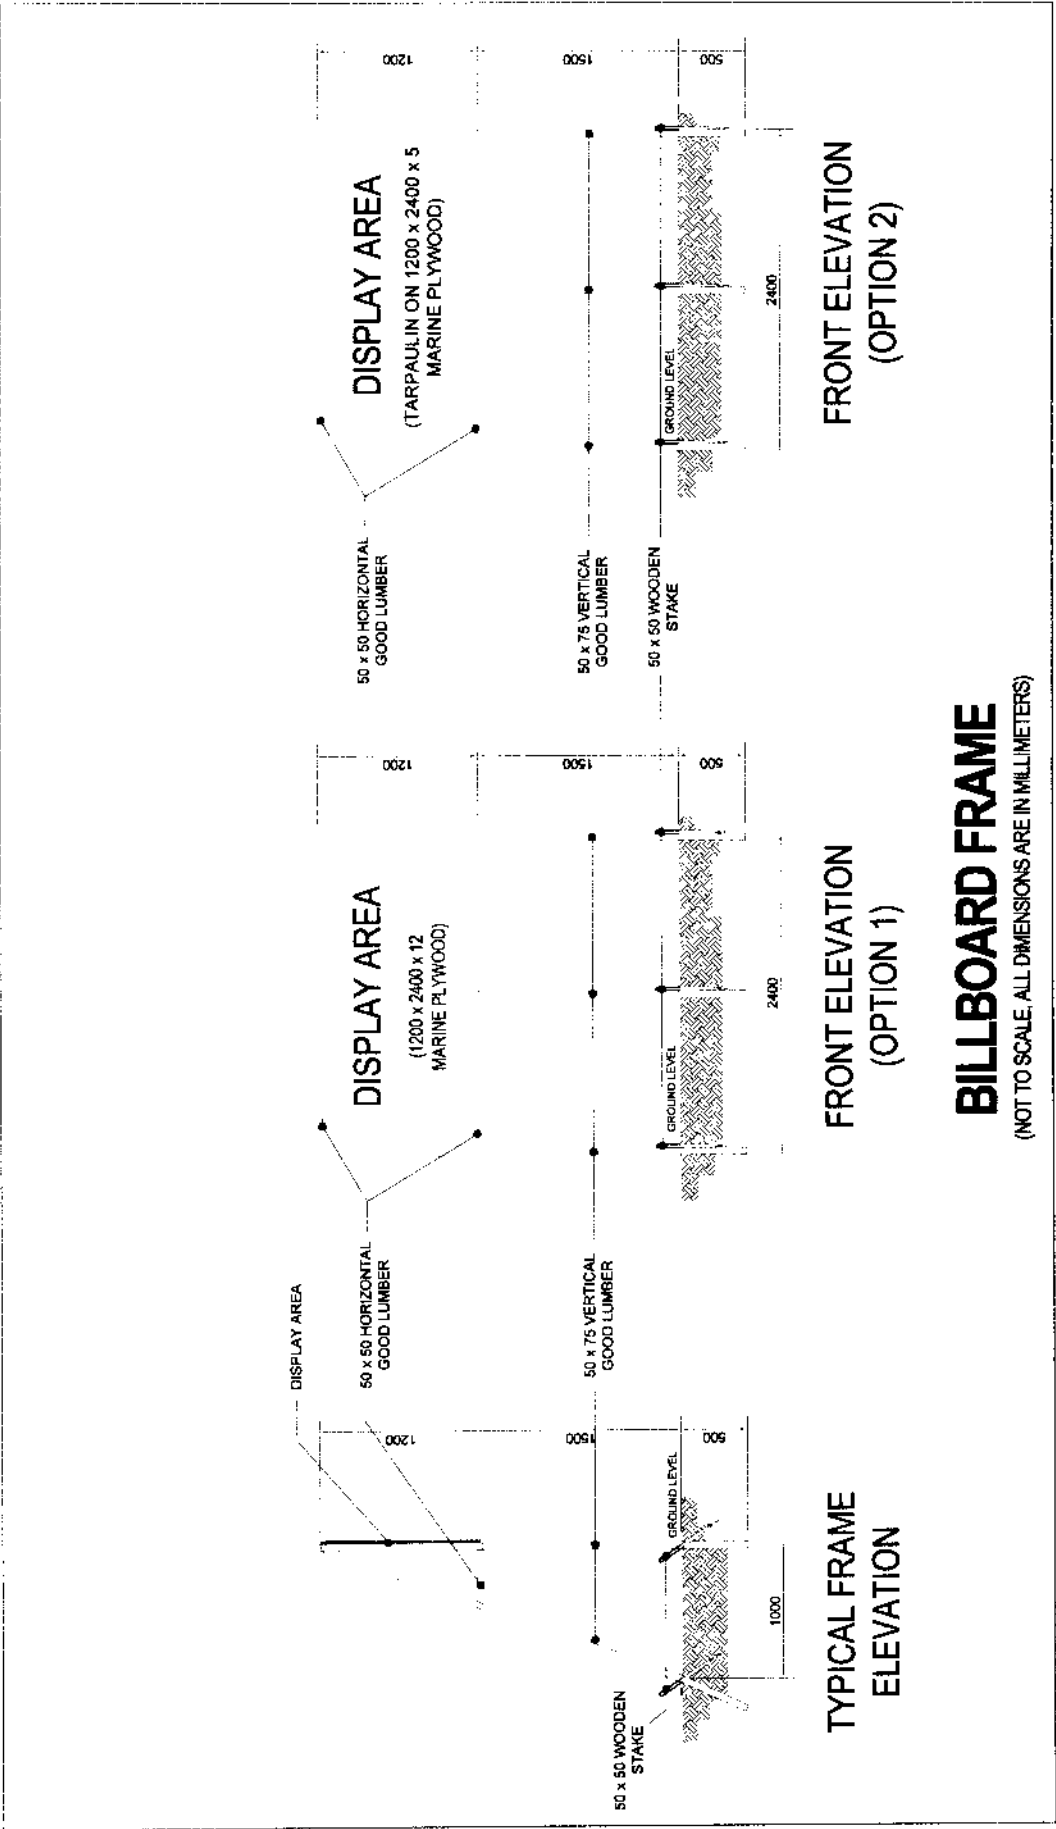 DISPLAY AREA
50 x 50 HORIZONTAL
GOOD LUMBER
1200
50 x 75 VERTICAL
GOOD LUMBER
1500
GROUND LEVEL
500
50 x 50 WOODEN
STAKE
1000
TYPICAL FRAME
ELEVATION
DISPLAY AREA
(1200 x 2400 x 12
MARINE PLYWOOD)
1200
1500
GROUND LEVEL
500
2400
FRONT ELEVATION
(OPTION 1)
50 x 50 HORIZONTAL
GOOD LUMBER
50 x 75 VERTICAL
GOOD LUMBER
50 x 50 WOODEN
STAKE
DISPLAY AREA
(TARPAULIN ON 1200 x 2400 x 5
MARINE PLYWOOD)
1200
1500
GROUND LEVEL
500
2400
FRONT ELEVATION
(OPTION 2)
BILLBOARD FRAME
(NOT TO SCALE, ALL DIMENSIONS ARE IN MILLIMETERS)